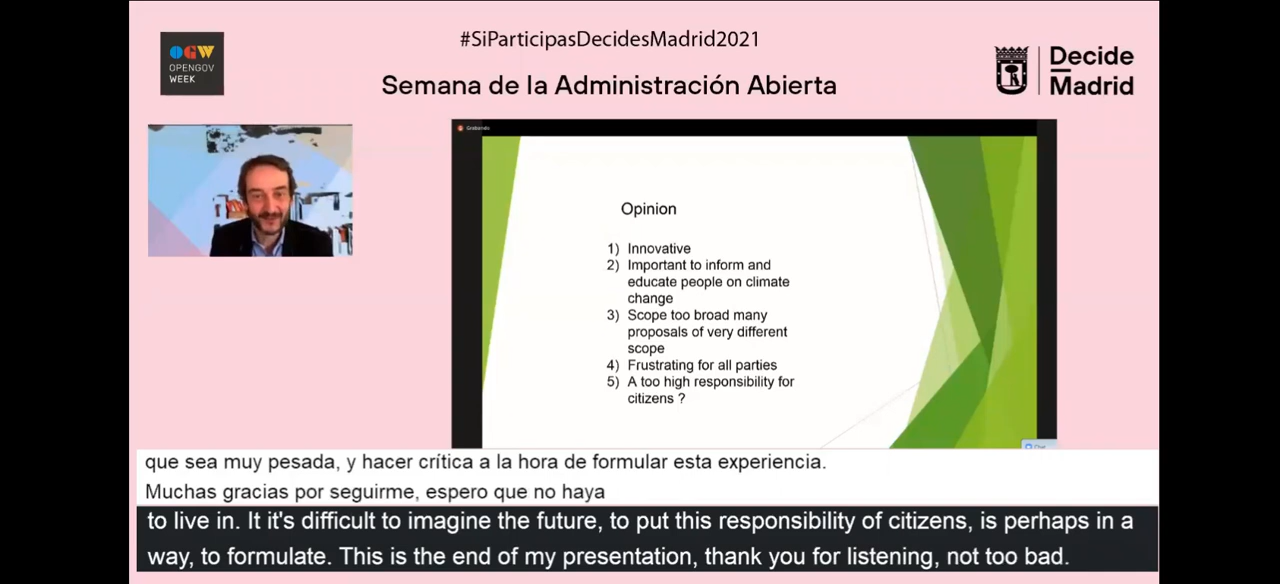 #SiParticipasDecidesMadrid2021
OGW
OPENGOV
WEEK
Semana de la Administración Abierta
Decide
Madrid
Grabando
Opinion
1) Innovative
2) Important to inform and
educate people on climate
change
3) Scope too broad many
proposals of very different
scope
4) Frustrating for all parties
5) A too high responsibility for
citizens ?
Chat
que sea muy pesada, y hacer crítica a la hora de formular esta experiencia.
Muchas gracias por seguirme, espero que no haya
to live in. It it's difficult to imagine the future, to put this responsibility of citizens, is perhaps in a
way, to formulate. This is the end of my presentation, thank you for listening, not too bad.